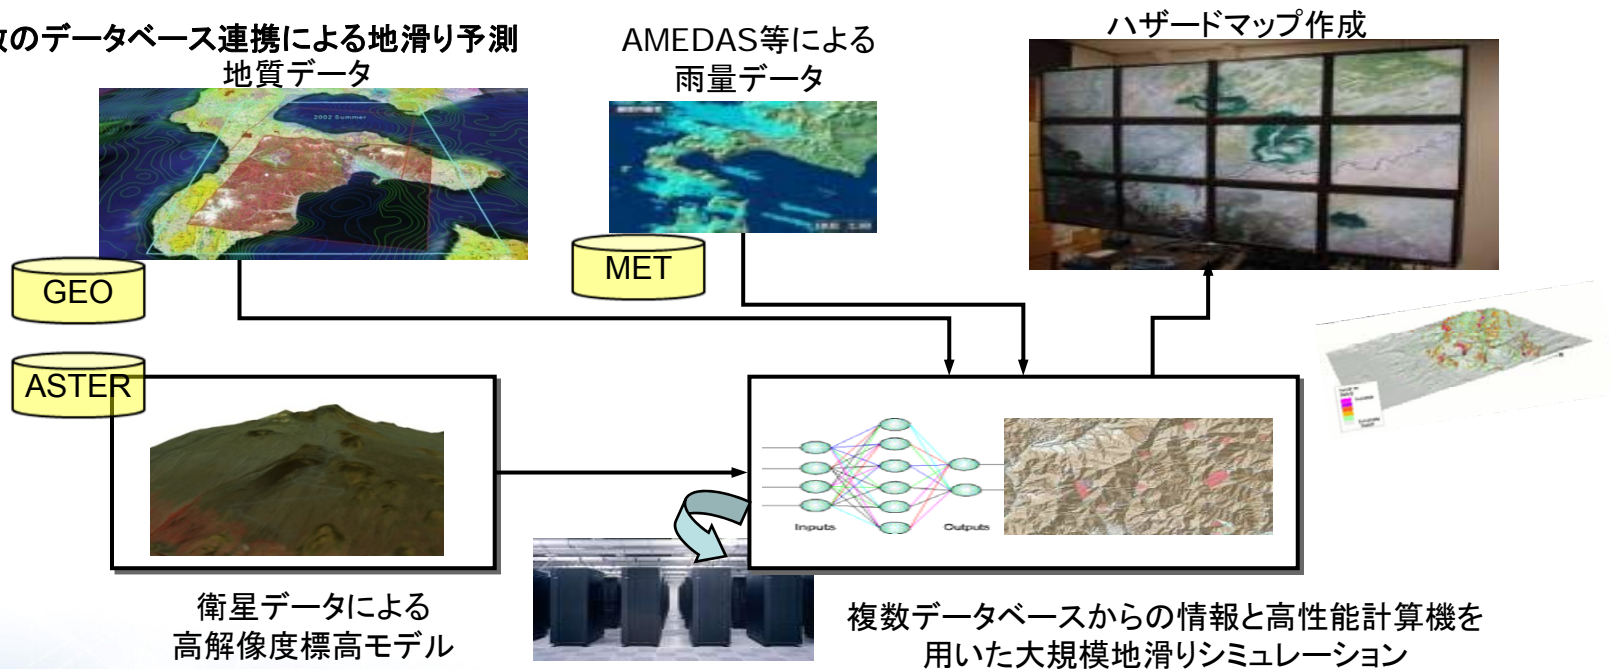 数のデータベース連携による地滑り予測
地質データ
AMEDAS等による
雨量データ
ハザードマップ作成
2002 Summer
GEO
MET
ASTER
Inputs
Outputs
衛星データによる
高解像度標高モデル
複数データベースからの情報と高性能計算機を
用いた大規模地滑りシミュレーション